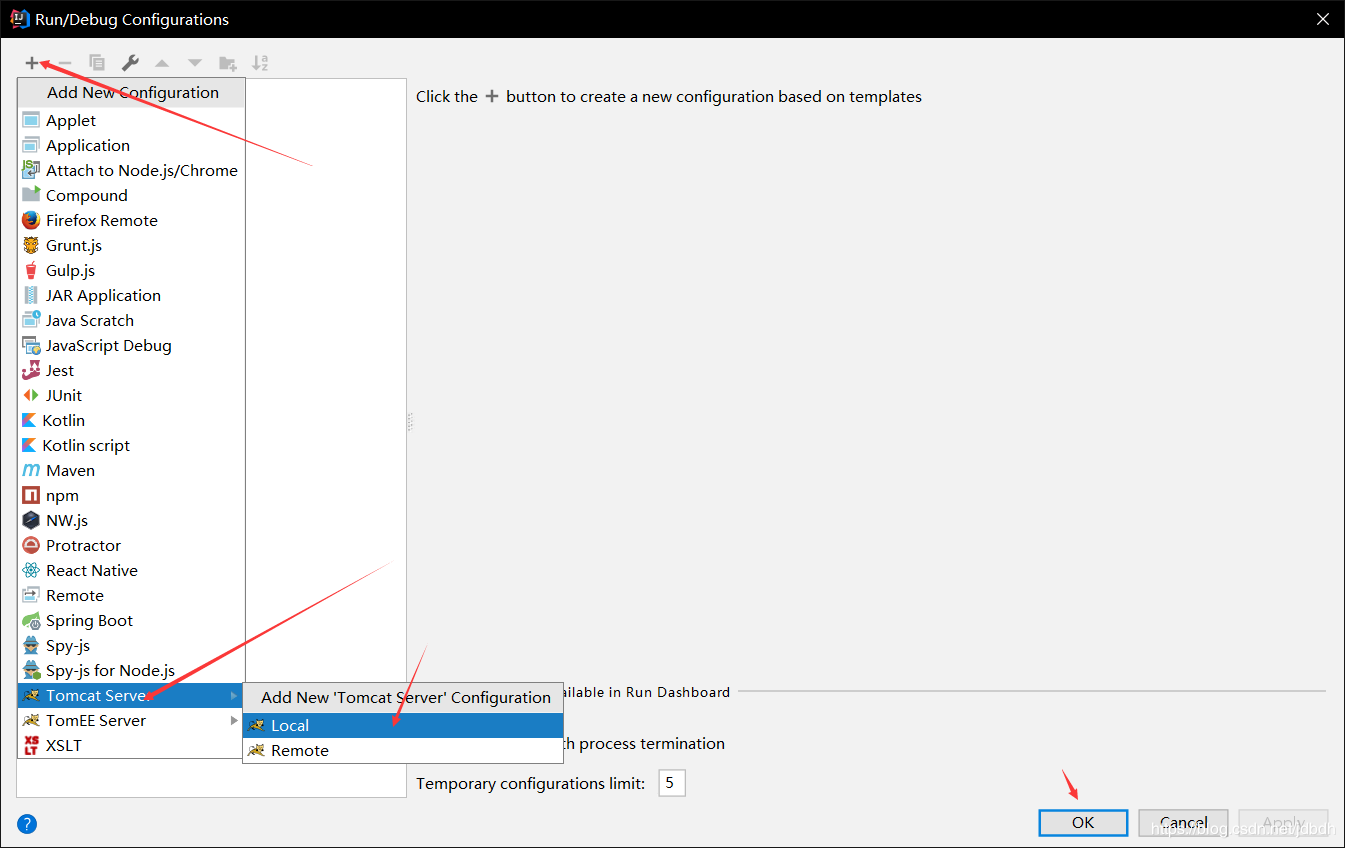 Run/Debug Configurations
Add New Configuration
Click the + button to create a new configuration based on templates
Applet
Application
Attach to Node.js/Chrome
Compound
Firefox Remote
Grunt.js
Gulp.js
JAR Application
Java Scratch
JavaScript Debug
Jest
JUnit
Kotlin
Kotlin script
Maven
npm
NW.js
Protractor
React Native
Remote
Spring Boot
Spy-js
Spy-js for Node.js
Tomcat Server
TomEE Server
XSLT
Add New 'Tomcat Server' Configuration
Local
Remote
ailable in Run Dashboard
th process termination
Temporary configurations limit: 5
?
OK
Cancel
Apply
https://blog.csdn.net/jdbdh